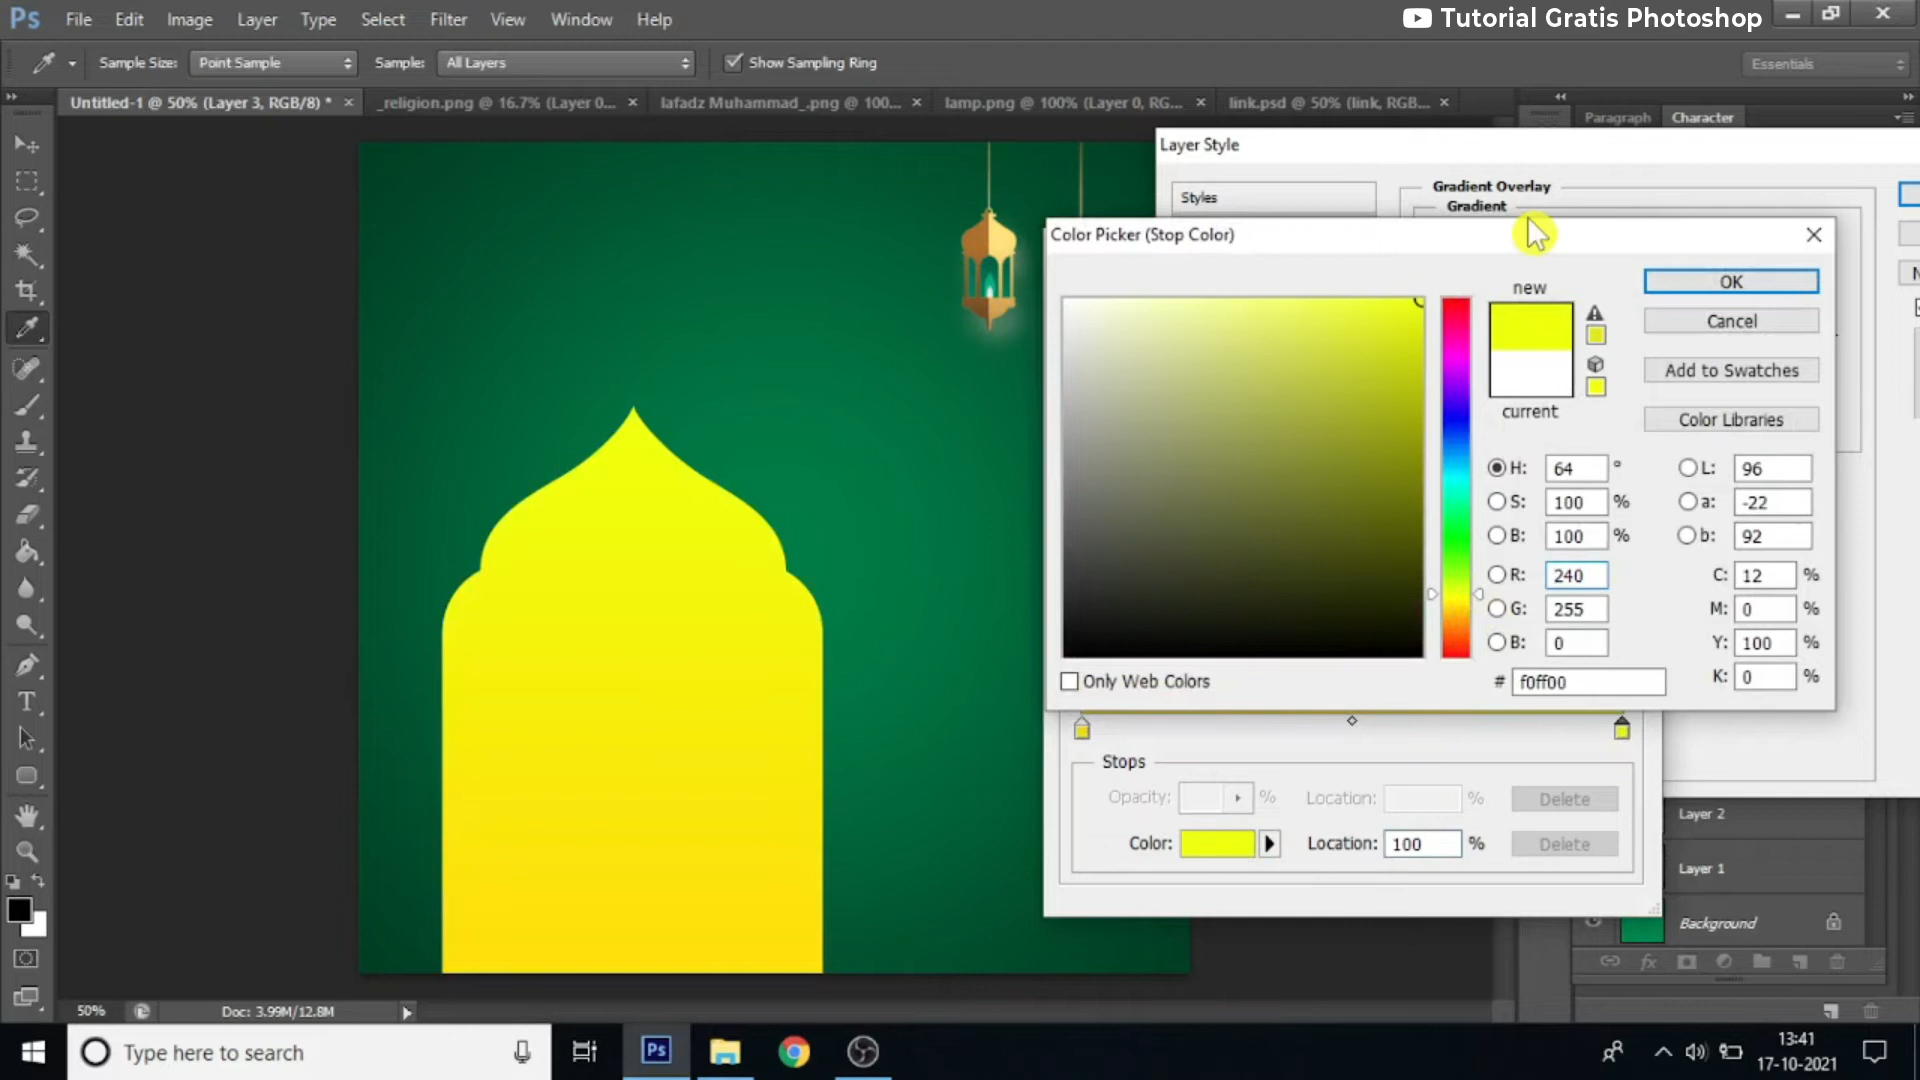 Ps File Edit Image Layer Type Select Filter View Window Help
Tutorial Gratis Photoshop
Sample Size: Point Sample Sample: All Layers Show Sampling Ring Essentials
Untitled-1 @ 50% (Layer 3, RGB/8) * × _religion.png @ 16.7% (Layer 0... × lafadz Muhammad_.png @ 100... × lamp.png @ 100% (Layer 0, RG... × link.psd @ 50% (link, RGB... ×
Paragraph Character
Layer Style
Styles
Gradient Overlay
Gradient
Color Picker (Stop Color)
new
current
OK
Cancel
Add to Swatches
Color Libraries
H: 64 ° L: 96
S: 100 % a: -22
B: 100 % b: 92
R: 240 C: 12 %
G: 255 M: 0 %
B: 0 Y: 100 %
Only Web Colors # f0ff00 K: 0 %
Stops
Opacity: % Location: % Delete
Color: Location: 100 % Delete
Layer 2
Layer 1
Background
fx
T
50% Doc: 3.99M/12.8M
Type here to search
Ps
13:41
17-10-2021